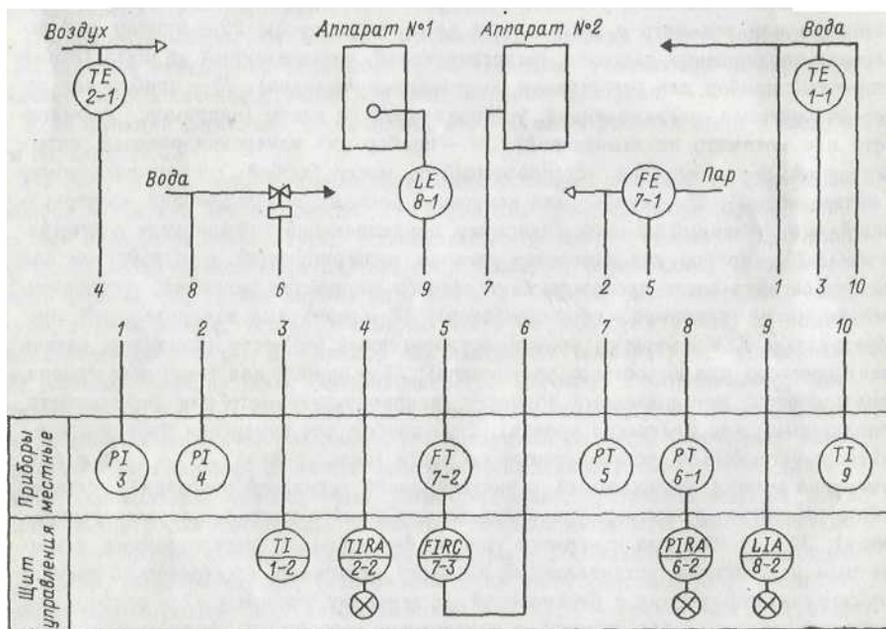 Воздух
Аппарат №1
Аппарат №2
Вода
TE
2-1
TE
1-1
Вода
LE
8-1
FE
7-1
Пар
4
8
6
9
7
2
5
1
3
10
1
2
3
4
5
6
7
8
9
10
Приборы местные
PI
3
PI
4
FT
7-2
PT
5
PT
6-1
TI
9
Щит управления
TI
1-2
TIRA
2-2
FIRC
7-3
PIRA
6-2
LIA
8-2